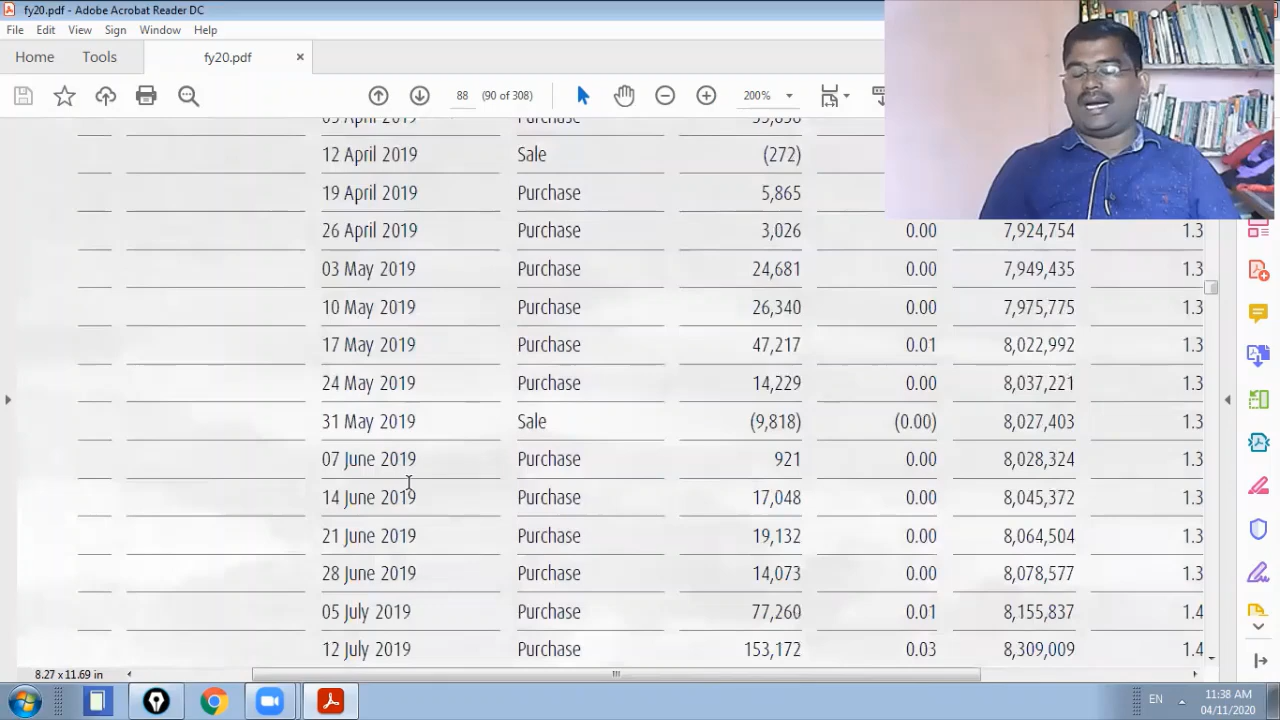 fy20.pdf - Adobe Acrobat Reader DC
File Edit View Sign Window Help
Home Tools fy20.pdf ×
88 (90 of 308) 200%
05 April 2019 Purchase
12 April 2019 Sale (272)
19 April 2019 Purchase 5,865
26 April 2019 Purchase 3,026 0.00 7,924,754 1.3
03 May 2019 Purchase 24,681 0.00 7,949,435 1.3
10 May 2019 Purchase 26,340 0.00 7,975,775 1.3
17 May 2019 Purchase 47,217 0.01 8,022,992 1.3
24 May 2019 Purchase 14,229 0.00 8,037,221 1.3
31 May 2019 Sale (9,818) (0.00) 8,027,403 1.3
07 June 2019 Purchase 921 0.00 8,028,324 1.3
14 June 2019 Purchase 17,048 0.00 8,045,372 1.3
21 June 2019 Purchase 19,132 0.00 8,064,504 1.3
28 June 2019 Purchase 14,073 0.00 8,078,577 1.3
05 July 2019 Purchase 77,260 0.01 8,155,837 1.4
12 July 2019 Purchase 153,172 0.03 8,309,009 1.4
8.27 x 11.69 in
EN 11:38 AM
04/11/2020